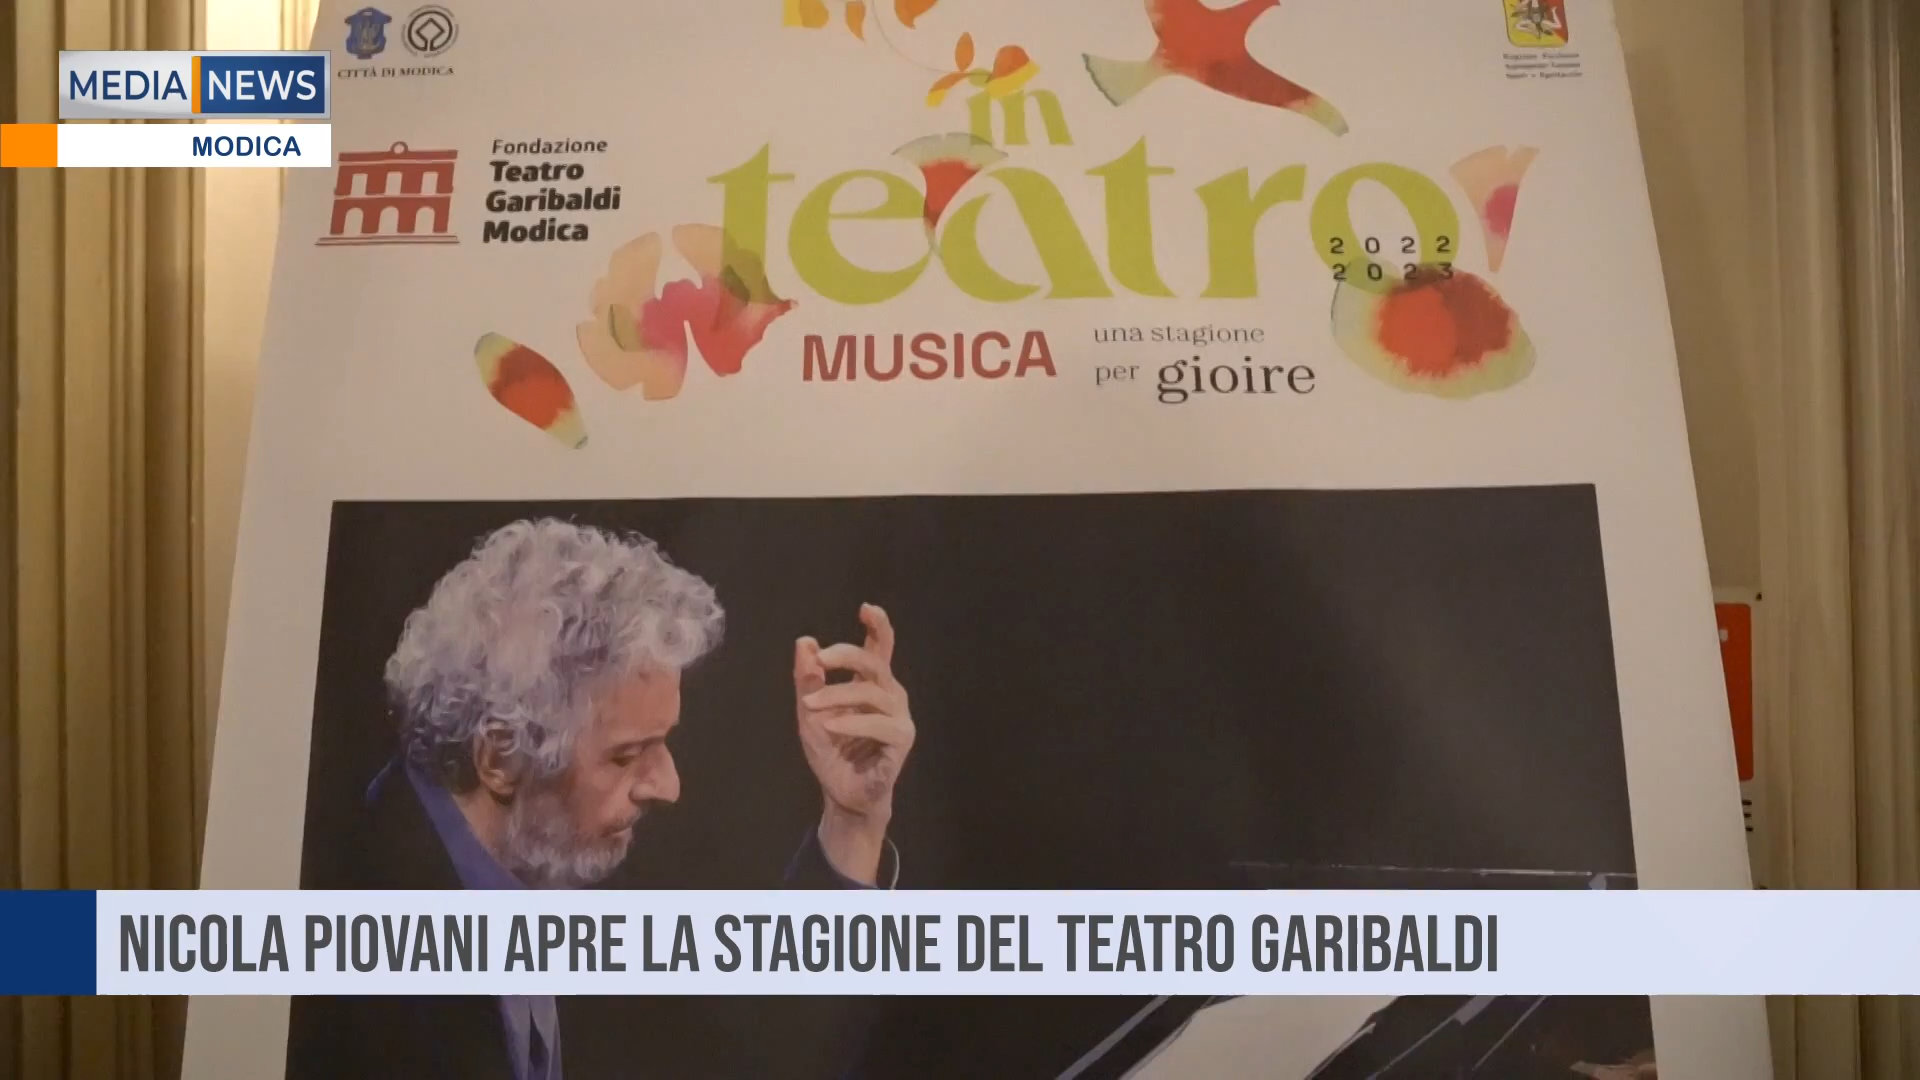 CITTÀ DI MODICA
MEDIA NEWS
MODICA
Fondazione
Teatro
Garibaldi
Modica
in
teatro
2022
2023
MUSICA
una stagione
per gioire
NICOLA PIOVANI APRE LA STAGIONE DEL TEATRO GARIBALDI